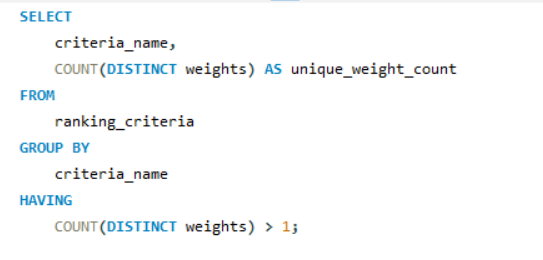 SELECT
    criteria_name,
    COUNT(DISTINCT weights) AS unique_weight_count
FROM
    ranking_criteria
GROUP BY
    criteria_name
HAVING
    COUNT(DISTINCT weights) > 1;